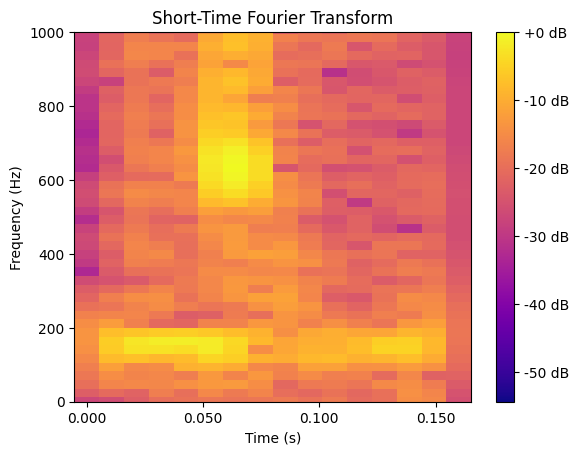 Short-Time Fourier Transform
1000
800
600
400
200
0
Frequency (Hz)
0.000
0.050
0.100
0.150
Time (s)
+0 dB
-10 dB
-20 dB
-30 dB
-40 dB
-50 dB